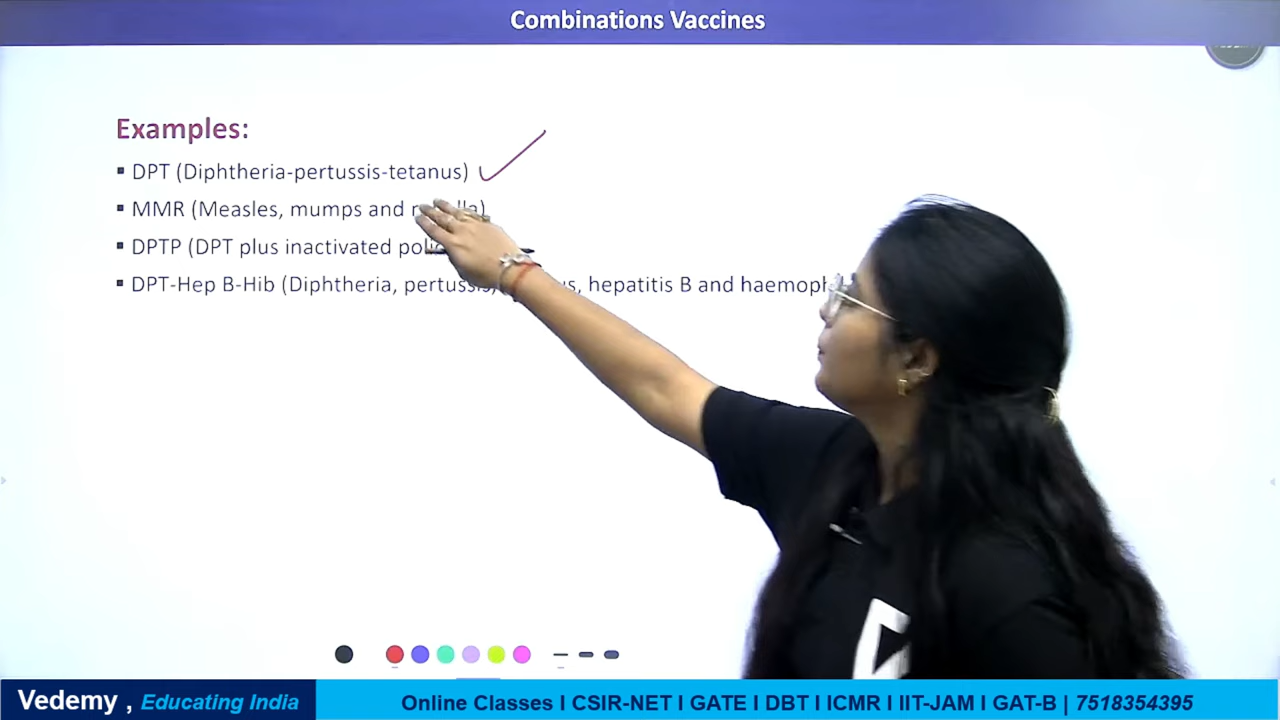 Combinations Vaccines
Examples:
▪ DPT (Diphtheria-pertussis-tetanus)
▪ MMR (Measles, mumps and
▪ DPTP (DPT plus inactivated
▪ DPT-Hep B-Hib (Diphtheria, pertussis, hepatitis B and
Vedemy , Educating India
Online Classes I CSIR-NET I GATE I DBT I ICMR I IIT-JAM I GAT-B | 7518354395